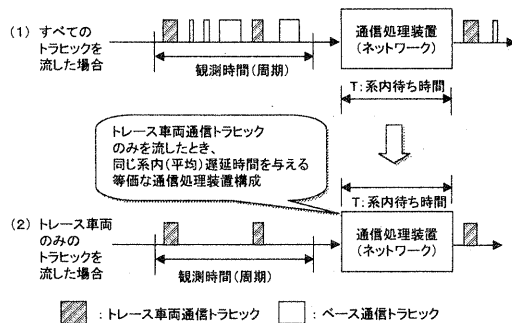 (1) すべての
トラヒックを
流した場合
観測時間(周期)
通信処理装置
(ネットワーク)
T:系内待ち時間
トレース車両通信トラヒック
のみを流したとき、
同じ系内(平均)遅延時間を与える
等価な通信処理装置構成
T:系内待ち時間
(2) トレース車両
のみの
トラヒックを
流した場合
観測時間(周期)
通信処理装置
(ネットワーク)
:トレース車両通信トラヒック
:ベース通信トラヒック